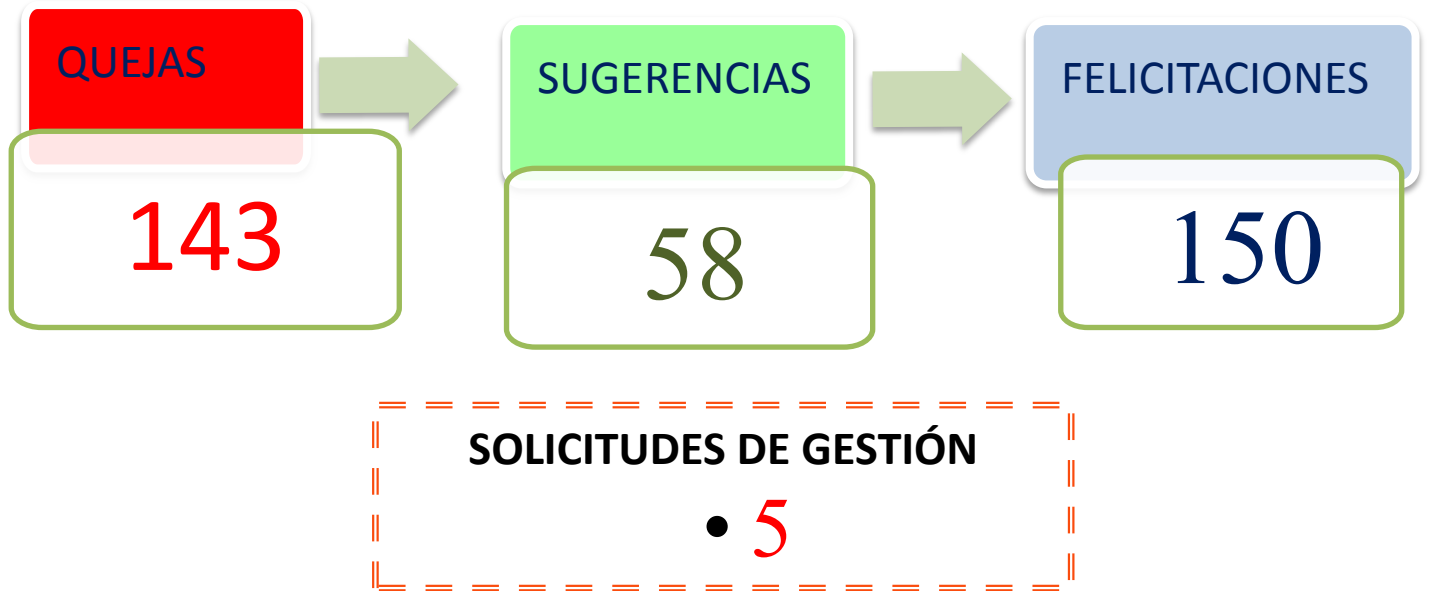 QUEJAS
143
SUGERENCIAS
58
FELICITACIONES
150
SOLICITUDES DE GESTIÓN
• 5